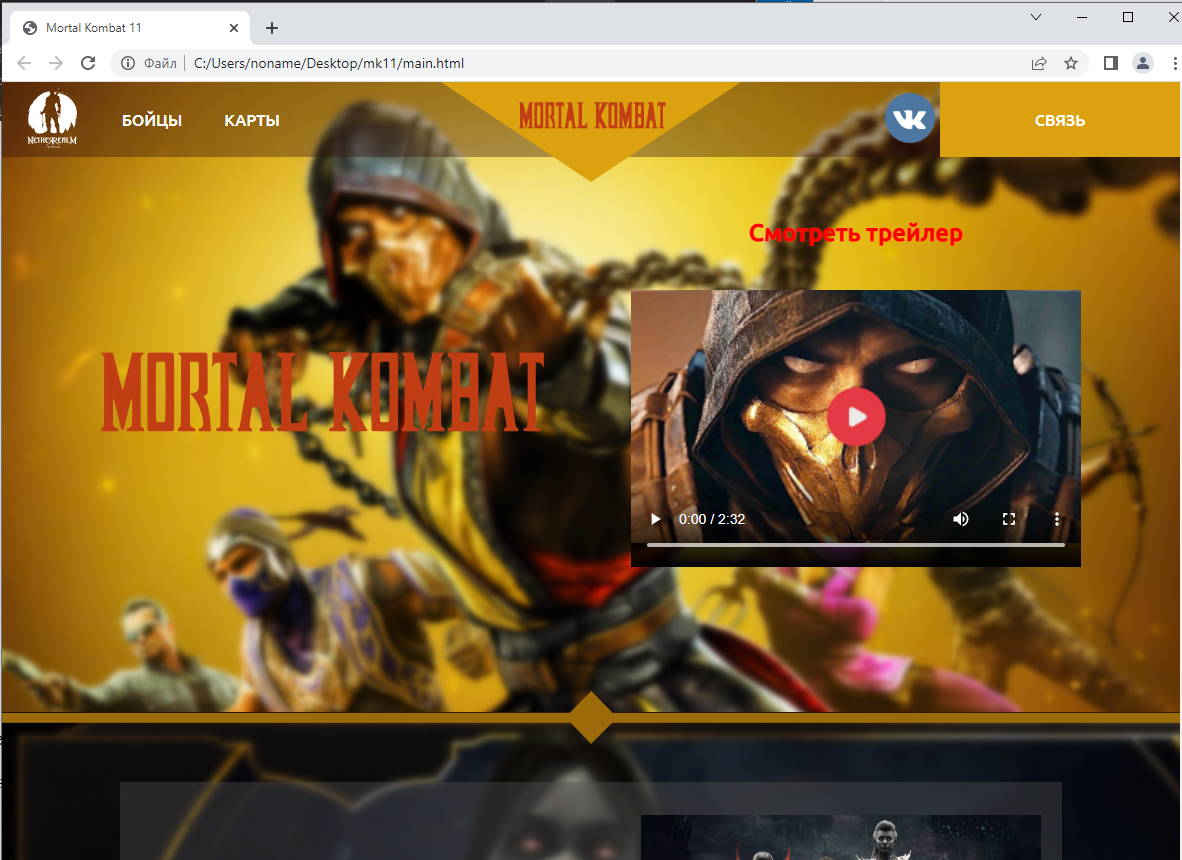 Mortal Kombat 11
Файл
C:/Users/noname/Desktop/mk11/main.html
NETHERREALM
БОЙЦЫ
КАРТЫ
MORTAL KOMBAT
СВЯЗЬ
Смотреть трейлер
MORTAL KOMBAT
0:00 / 2:32